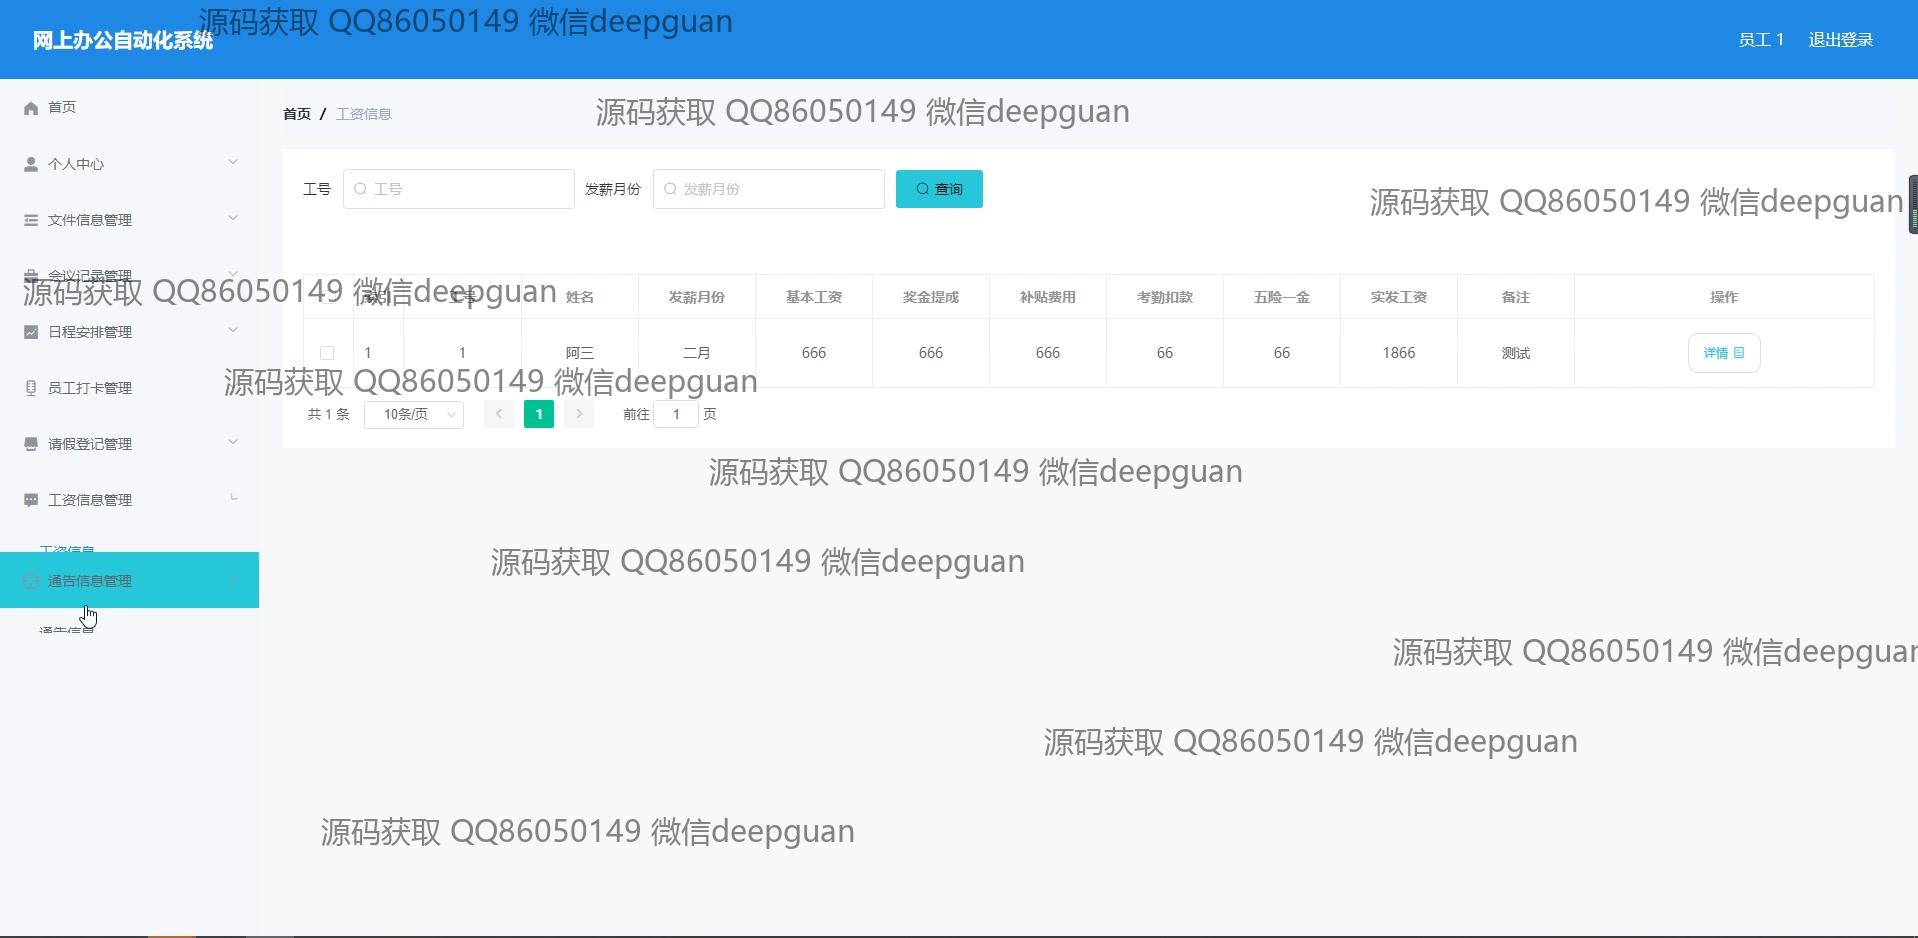 源码获取 QQ86050149 微信deepguan
网上办公自动化系统
员工 1 退出登录
首页
首页 / 工资信息
源码获取 QQ86050149 微信deepguan
个人中心
工号 工号 发薪月份 发薪月份 查询
源码获取 QQ86050149 微信deepguan
文件信息管理
会议记录管理
源码获取 QQ86050149 微信deepguan
姓名 发薪月份 基本工资 奖金提成 补贴费用 考勤扣款 五险一金 实发工资 备注 操作
日程安排管理
1 1 阿三 二月 666 666 666 66 66 1866 测试 详情
源码获取 QQ86050149 微信deepguan
员工打卡管理
共 1 条 10条/页 1 前往 1 页
请假登记管理
源码获取 QQ86050149 微信deepguan
工资信息管理
工资信息
源码获取 QQ86050149 微信deepguan
通告信息管理
通告信息
源码获取 QQ86050149 微信deepguan
源码获取 QQ86050149 微信deepguan
源码获取 QQ86050149 微信deepguan